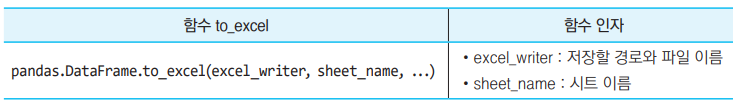 함수 to_excel
함수 인자
pandas.DataFrame.to_excel(excel_writer, sheet_name, …)
• excel_writer : 저장할 경로와 파일 이름
• sheet_name : 시트 이름